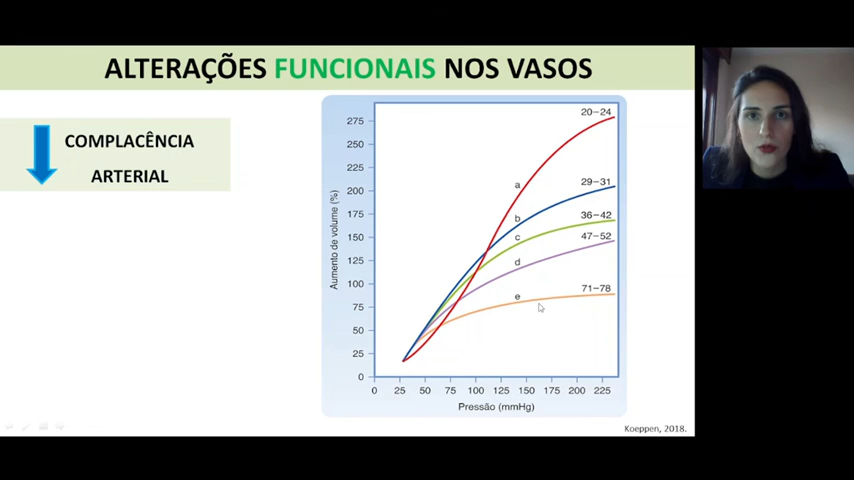 ALTERAÇÕES FUNCIONAIS NOS VASOS
COMPLACÊNCIA
ARTERIAL
Aumento de volume (%)
275
250
225
200
175
150
125
100
75
50
25
0
20–24
29–31
36–42
47–52
71–78
a
b
c
d
e
0 25 50 75 100 125 150 175 200 225
Pressão (mmHg)
Koeppen, 2018.